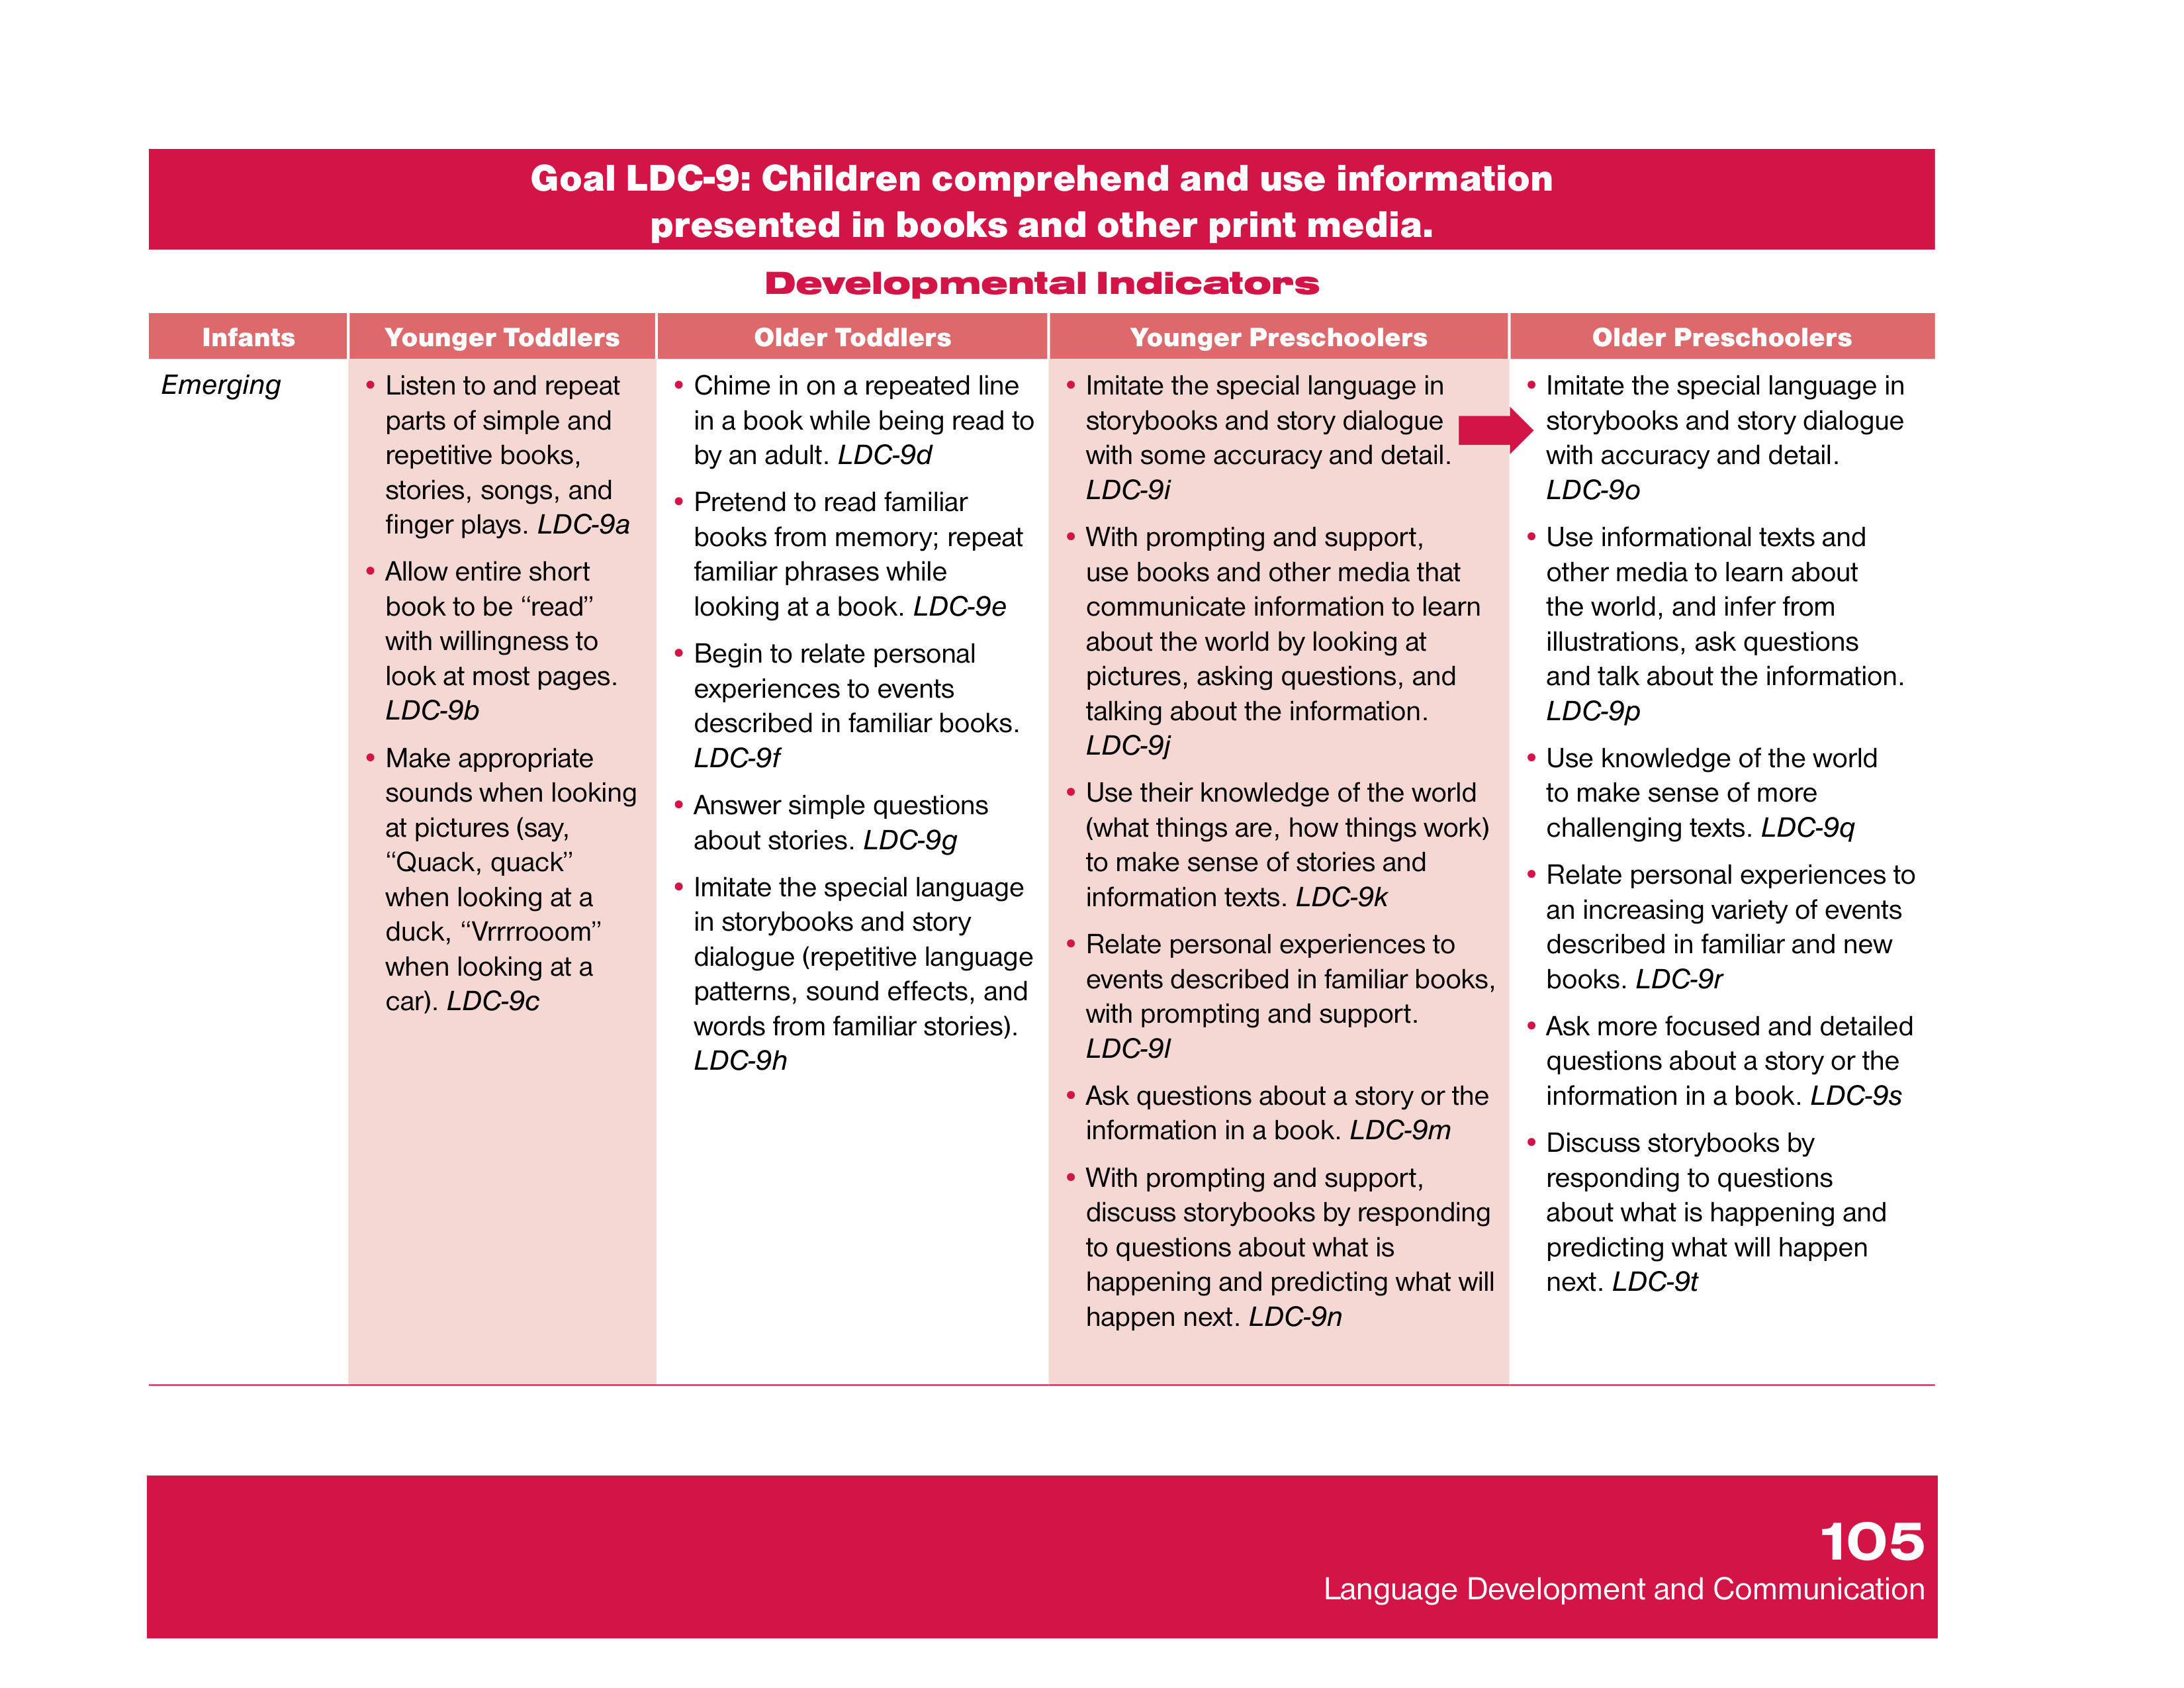 Goal LDC-9: Children comprehend and use information
presented in books and other print media.
Developmental Indicators
Infants
Emerging
Younger Toddlers
• Listen to and repeat
parts of simple and
repetitive books,
stories, songs, and
finger plays. LDC-9a
• Allow entire short
book to be “read”
with willingness to
look at most pages.
LDC-9b
• Make appropriate
sounds when looking
at pictures (say,
“Quack, quack”
when looking at a
duck, “Vrrrrooom”
when looking at a
car). LDC-9c
Older Toddlers
• Chime in on a repeated line
in a book while being read to
by an adult. LDC-9d
• Pretend to read familiar
books from memory; repeat
familiar phrases while
looking at a book. LDC-9e
• Begin to relate personal
experiences to events
described in familiar books.
LDC-9f
• Answer simple questions
about stories. LDC-9g
• Imitate the special language
in storybooks and story
dialogue (repetitive language
patterns, sound effects, and
words from familiar stories).
LDC-9h
Younger Preschoolers
• Imitate the special language in
storybooks and story dialogue
with some accuracy and detail.
LDC-9i
• With prompting and support,
use books and other media that
communicate information to learn
about the world by looking at
pictures, asking questions, and
talking about the information.
LDC-9j
• Use their knowledge of the world
(what things are, how things work)
to make sense of stories and
information texts. LDC-9k
• Relate personal experiences to
events described in familiar books,
with prompting and support.
LDC-9l
• Ask questions about a story or the
information in a book. LDC-9m
• With prompting and support,
discuss storybooks by responding
to questions about what is
happening and predicting what will
happen next. LDC-9n
Older Preschoolers
• Imitate the special language in
storybooks and story dialogue
with accuracy and detail.
LDC-9o
• Use informational texts and
other media to learn about
the world, and infer from
illustrations, ask questions
and talk about the information.
LDC-9p
• Use knowledge of the world
to make sense of more
challenging texts. LDC-9q
• Relate personal experiences to
an increasing variety of events
described in familiar and new
books. LDC-9r
• Ask more focused and detailed
questions about a story or the
information in a book. LDC-9s
• Discuss storybooks by
responding to questions
about what is happening and
predicting what will happen
next. LDC-9t
105
Language Development and Communication